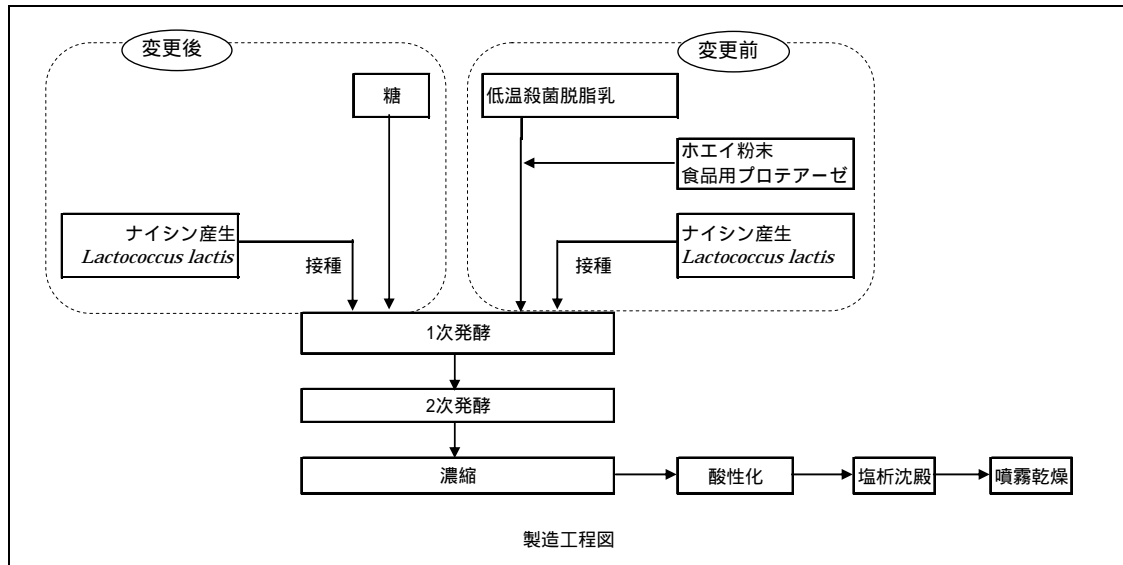 変更後
変更前
糖
低温殺菌脱脂乳
ホエイ粉末
食品用プロテアーゼ
ナイシン産生
Lactococcus lactis
接種
接種
ナイシン産生
Lactococcus lactis
1次発酵
2次発酵
濃縮
酸性化
塩析沈殿
噴霧乾燥
製造工程図